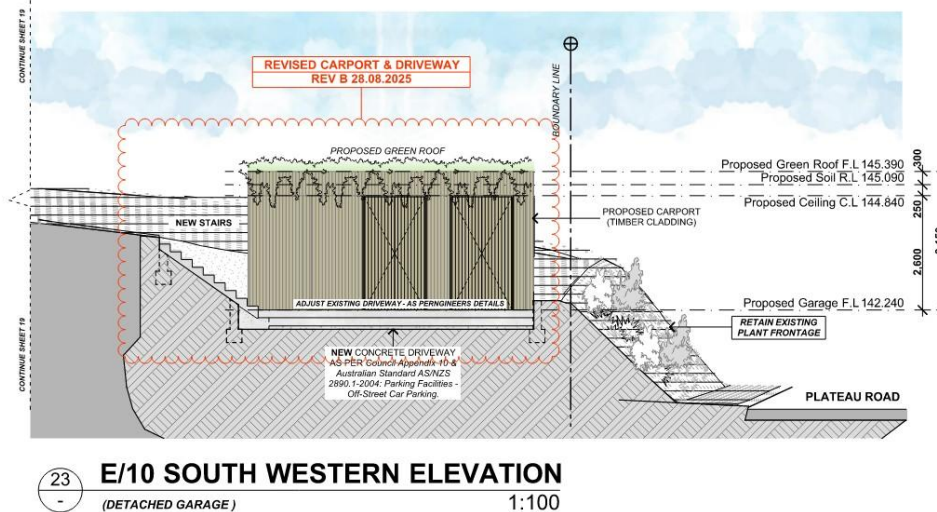 CONTINUE SHEET 19
REVISED CARPORT & DRIVEWAY
REV B 28.08.2025
BOUNDARY LINE
PROPOSED GREEN ROOF
Proposed Green Roof F.L 145.390
Proposed Soil R.L 145.090
Proposed Ceiling C.L 144.840
300
250
2,600
NEW STAIRS
PROPOSED CARPORT
(TIMBER CLADDING)
ADJUST EXISTING DRIVEWAY - AS PERNGINEERS DETAILS
Proposed Garage F.L 142.240
RETAIN EXISTING
PLANT FRONTAGE
CONTINUE SHEET 19
NEW CONCRETE DRIVEWAY
AS PER Council Appendix 10 &
Australian Standard AS/NZS
2890.1-2004: Parking Facilities -
Off-Street Car Parking.
PLATEAU ROAD
23
-
E/10 SOUTH WESTERN ELEVATION
(DETACHED GARAGE )
1:100